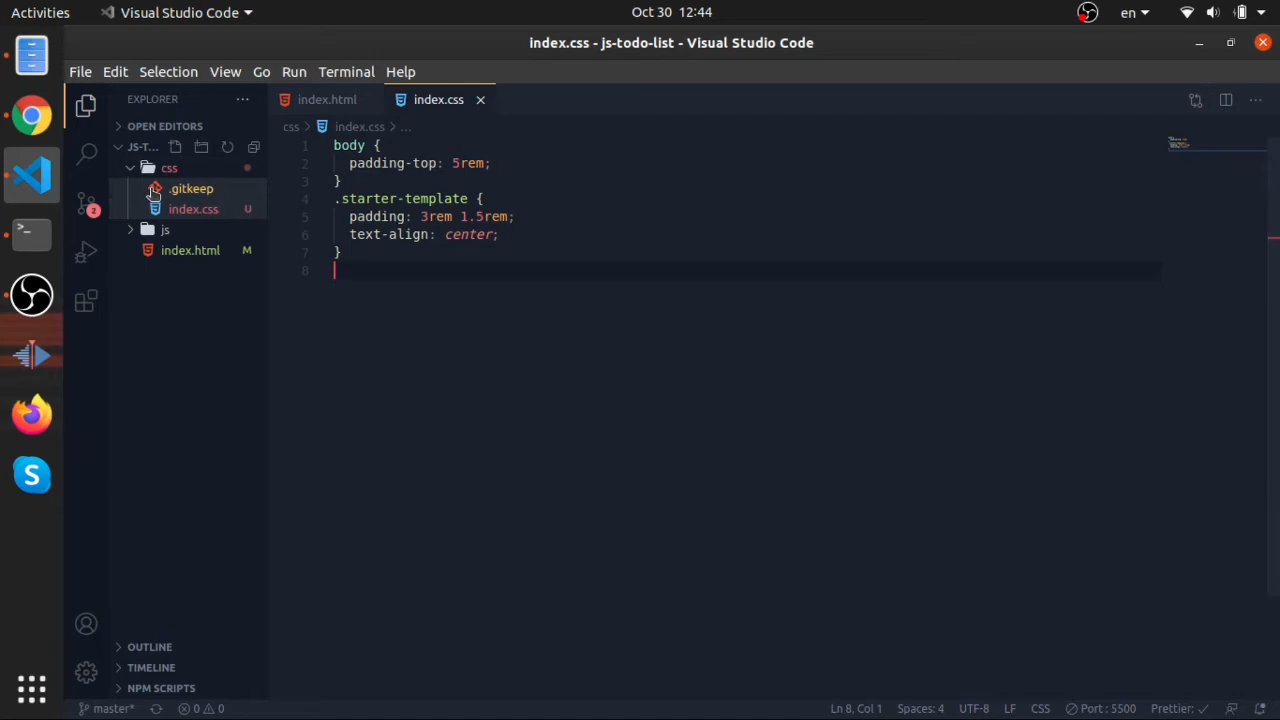 Activities
Visual Studio Code
Oct 30 12:44
en
index.css - js-todo-list - Visual Studio Code
File Edit Selection View Go Run Terminal Help
EXPLORER
index.html
index.css
OPEN EDITORS
css > index.css > ...
JS-T...
css
.gitkeep
index.css U
js
index.html M
2
1 body {
2 padding-top: 5rem;
3 }
4 .starter-template {
5 padding: 3rem 1.5rem;
6 text-align: center;
7 }
8
OUTLINE
TIMELINE
NPM SCRIPTS
master* 0 0 Ln 8, Col 1 Spaces: 4 UTF-8 LF CSS Port : 5500 Prettier: ✓